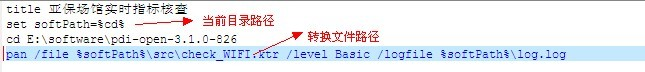 title 亚保场馆实时指标核查
set softPath=%cd% 当前目录路径
cd E:\software\pdi-open-3.1.0-826 转换文件路径
pan /file %softPath%\src\check_WIFI.ktr /level Basic /logfile %softPath%\log.log